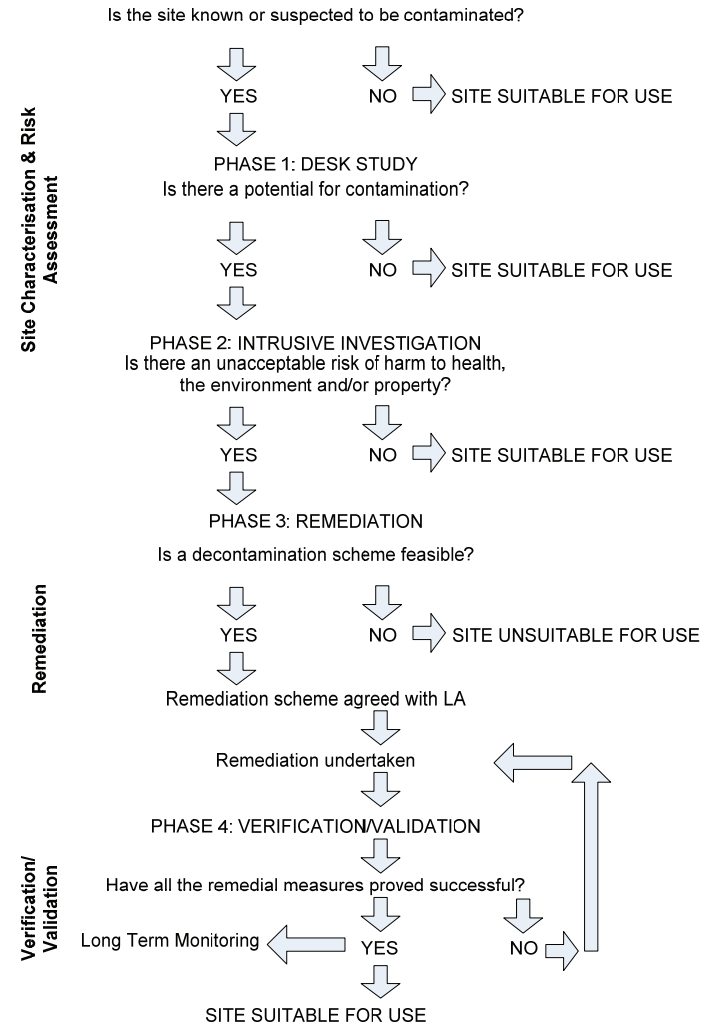 Is the site known or suspected to be contaminated?
YES
NO
SITE SUITABLE FOR USE
Site Characterisation & Risk
Assessment
PHASE 1: DESK STUDY
Is there a potential for contamination?
YES
NO
SITE SUITABLE FOR USE
PHASE 2: INTRUSIVE INVESTIGATION
Is there an unacceptable risk of harm to health,
the environment and/or property?
YES
NO
SITE SUITABLE FOR USE
PHASE 3: REMEDIATION
Is a decontamination scheme feasible?
Remediation
YES
NO
SITE UNSUITABLE FOR USE
Remediation scheme agreed with LA
Remediation undertaken
PHASE 4: VERIFICATION/VALIDATION
Have all the remedial measures proved successful?
Verification/
Validation
Long Term Monitoring
YES
NO
SITE SUITABLE FOR USE